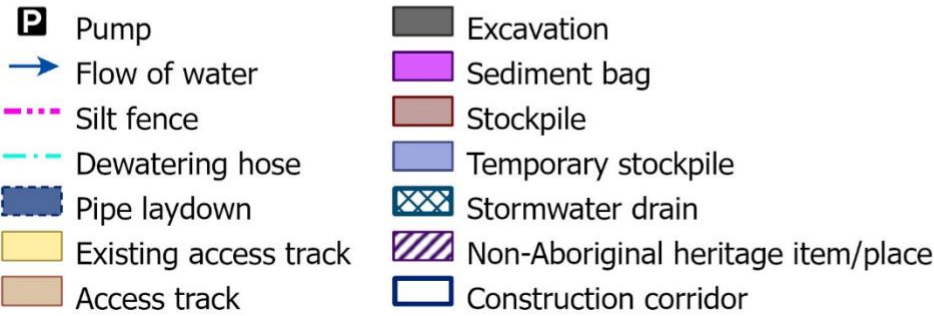 P Pump
Flow of water
Silt fence
Dewatering hose
Pipe laydown
Existing access track
Access track
Excavation
Sediment bag
Stockpile
Temporary stockpile
Stormwater drain
Non-Aboriginal heritage item/place
Construction corridor